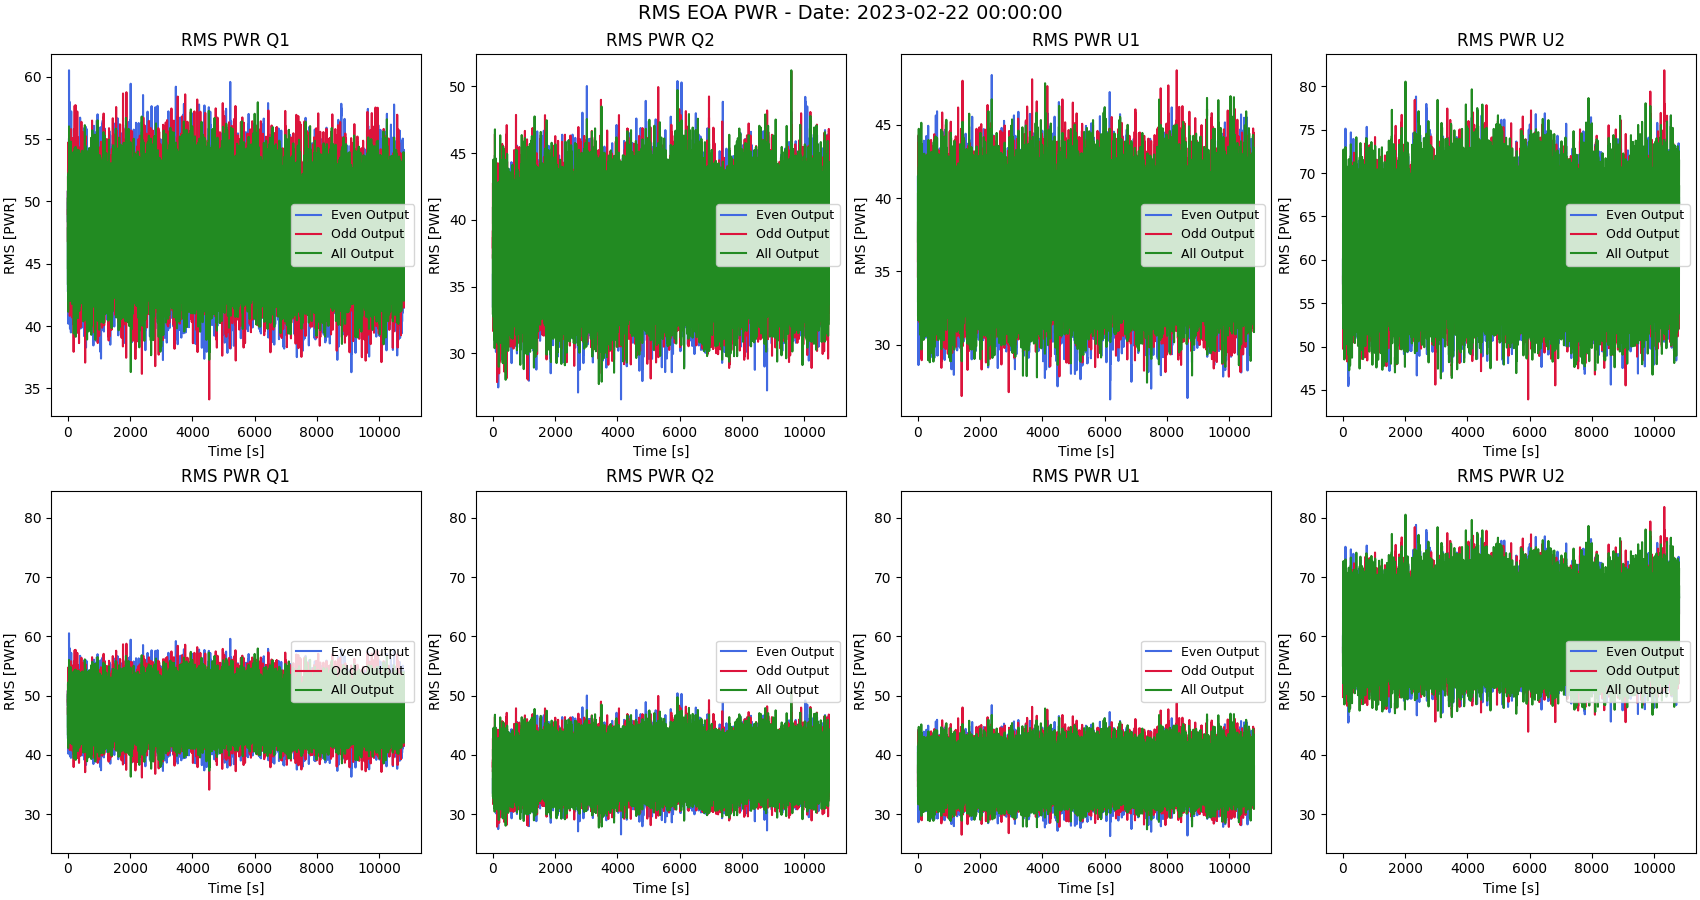 RMS EOA PWR - Date: 2023-02-22 00:00:00
RMS PWR Q1
RMS [PWR]
60
55
50
45
40
35
Even Output
Odd Output
All Output
0 2000 4000 6000 8000 10000
Time [s]
RMS PWR Q2
RMS [PWR]
50
45
40
35
30
Even Output
Odd Output
All Output
0 2000 4000 6000 8000 10000
Time [s]
RMS PWR U1
RMS [PWR]
45
40
35
30
Even Output
Odd Output
All Output
0 2000 4000 6000 8000 10000
Time [s]
RMS PWR U2
RMS [PWR]
80
75
70
65
60
55
50
45
Even Output
Odd Output
All Output
0 2000 4000 6000 8000 10000
Time [s]
RMS PWR Q1
RMS [PWR]
80
70
60
50
40
30
Even Output
Odd Output
All Output
0 2000 4000 6000 8000 10000
Time [s]
RMS PWR Q2
RMS [PWR]
80
70
60
50
40
30
Even Output
Odd Output
All Output
0 2000 4000 6000 8000 10000
Time [s]
RMS PWR U1
RMS [PWR]
80
70
60
50
40
30
Even Output
Odd Output
All Output
0 2000 4000 6000 8000 10000
Time [s]
RMS PWR U2
RMS [PWR]
80
70
60
50
40
30
Even Output
Odd Output
All Output
0 2000 4000 6000 8000 10000
Time [s]